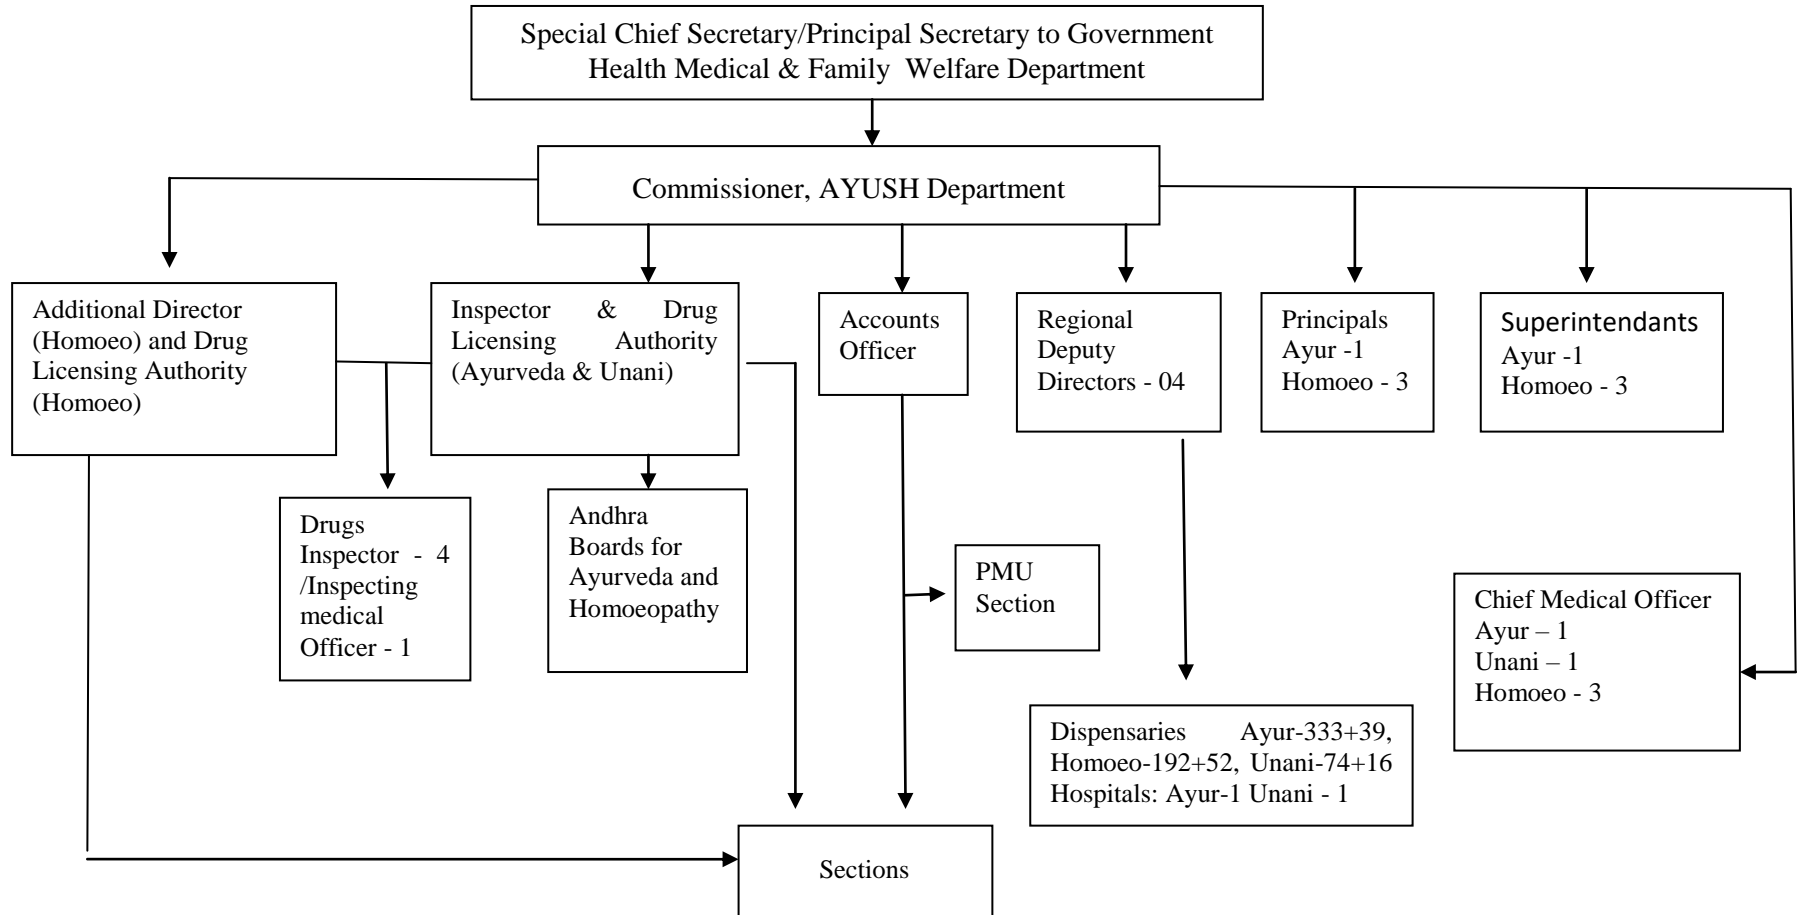 Special Chief Secretary/Principal Secretary to Government
Health Medical & Family Welfare Department
Commissioner, AYUSH Department
Additional Director
(Homoeo) and Drug
Licensing Authority
(Homoeo)
Inspector & Drug
Licensing Authority
(Ayurveda & Unani)
Accounts
Officer
Regional
Deputy
Directors - 04
Principals
Ayur -1
Homoeo - 3
Superintendants
Ayur -1
Homoeo - 3
Drugs
Inspector - 4
/Inspecting
medical
Officer - 1
Andhra
Boards for
Ayurveda and
Homoeopathy
PMU
Section
Chief Medical Officer
Ayur – 1
Unani – 1
Homoeo - 3
Dispensaries Ayur-333+39,
Homoeo-192+52, Unani-74+16
Hospitals: Ayur-1 Unani - 1
Sections